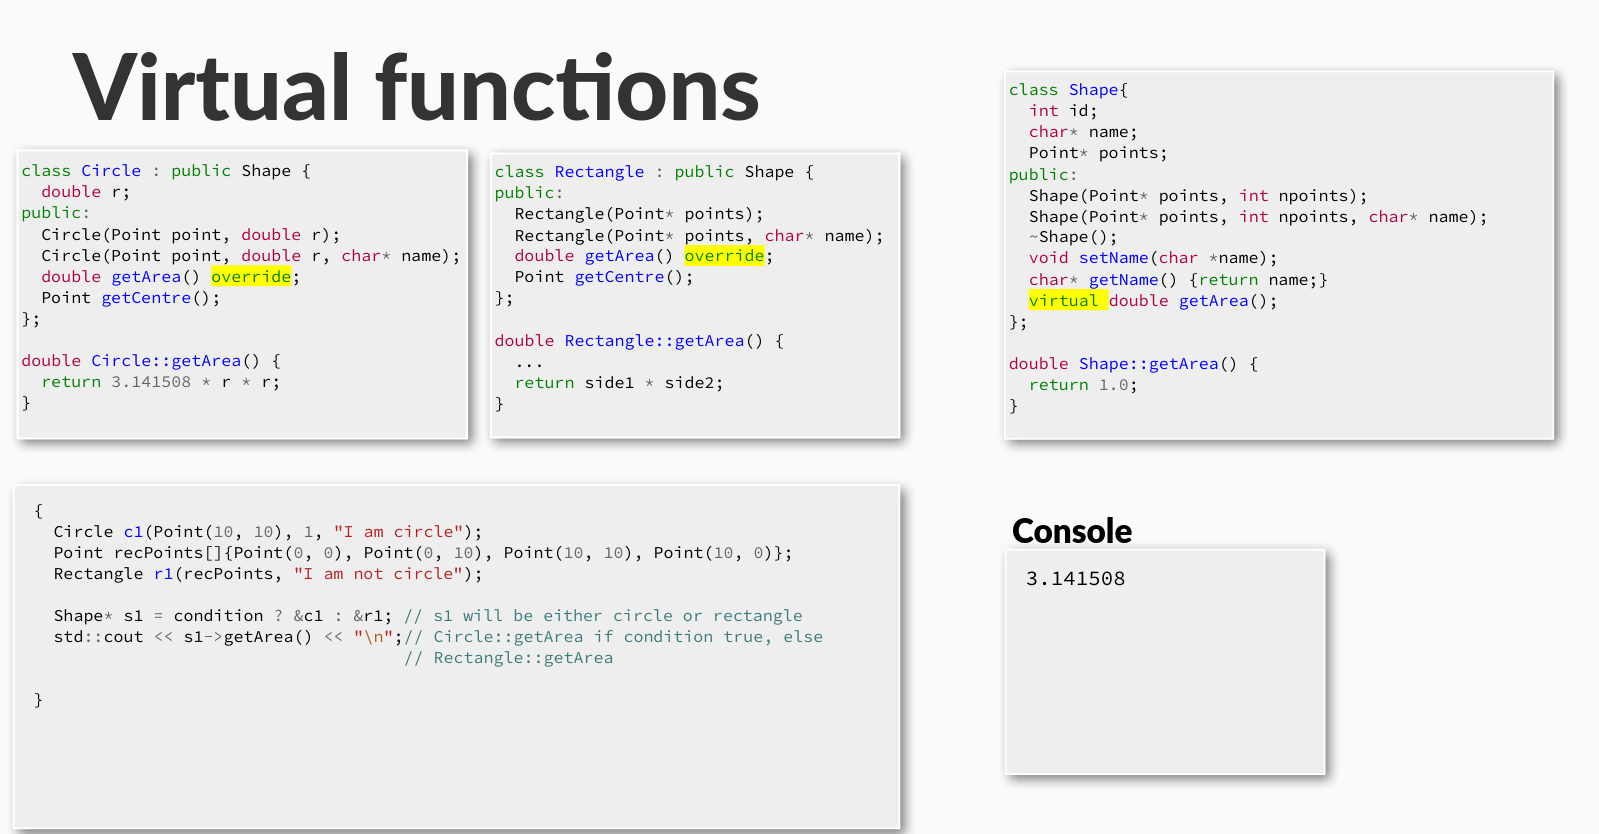 Virtual functions
class Circle : public Shape {
  double r;
public:
  Circle(Point point, double r);
  Circle(Point point, double r, char* name);
  double getArea() override;
  Point getCentre();
};

double Circle::getArea() {
  return 3.141508 * r * r;
}
class Rectangle : public Shape {
public:
  Rectangle(Point* points);
  Rectangle(Point* points, char* name);
  double getArea() override;
  Point getCentre();
};

double Rectangle::getArea() {
  ...
  return side1 * side2;
}
class Shape{
  int id;
  char* name;
  Point* points;
public:
  Shape(Point* points, int npoints);
  Shape(Point* points, int npoints, char* name);
  ~Shape();
  void setName(char *name);
  char* getName() {return name;}
  virtual double getArea();
};

double Shape::getArea() {
  return 1.0;
}
{
  Circle c1(Point(10, 10), 1, "I am circle");
  Point recPoints[]{Point(0, 0), Point(0, 10), Point(10, 10), Point(10, 0)};
  Rectangle r1(recPoints, "I am not circle");

  Shape* s1 = condition ? &c1 : &r1; // s1 will be either circle or rectangle
  std::cout << s1->getArea() << "\n";// Circle::getArea if condition true, else
                                     // Rectangle::getArea

}
Console
3.141508